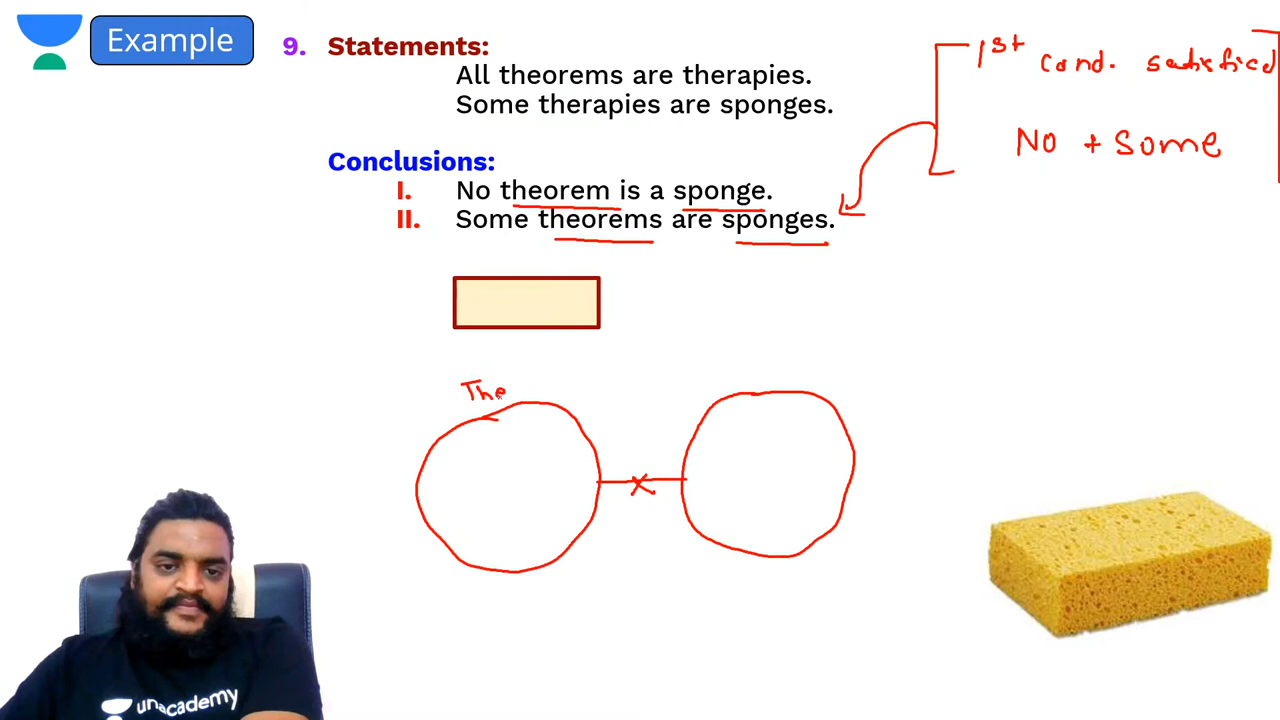 Example
9. Statements:
All theorems are therapies.
Some therapies are sponges.
Conclusions:
I. No theorem is a sponge.
II. Some theorems are sponges.
1st cond. satisfied
No + Some
The
unacademy